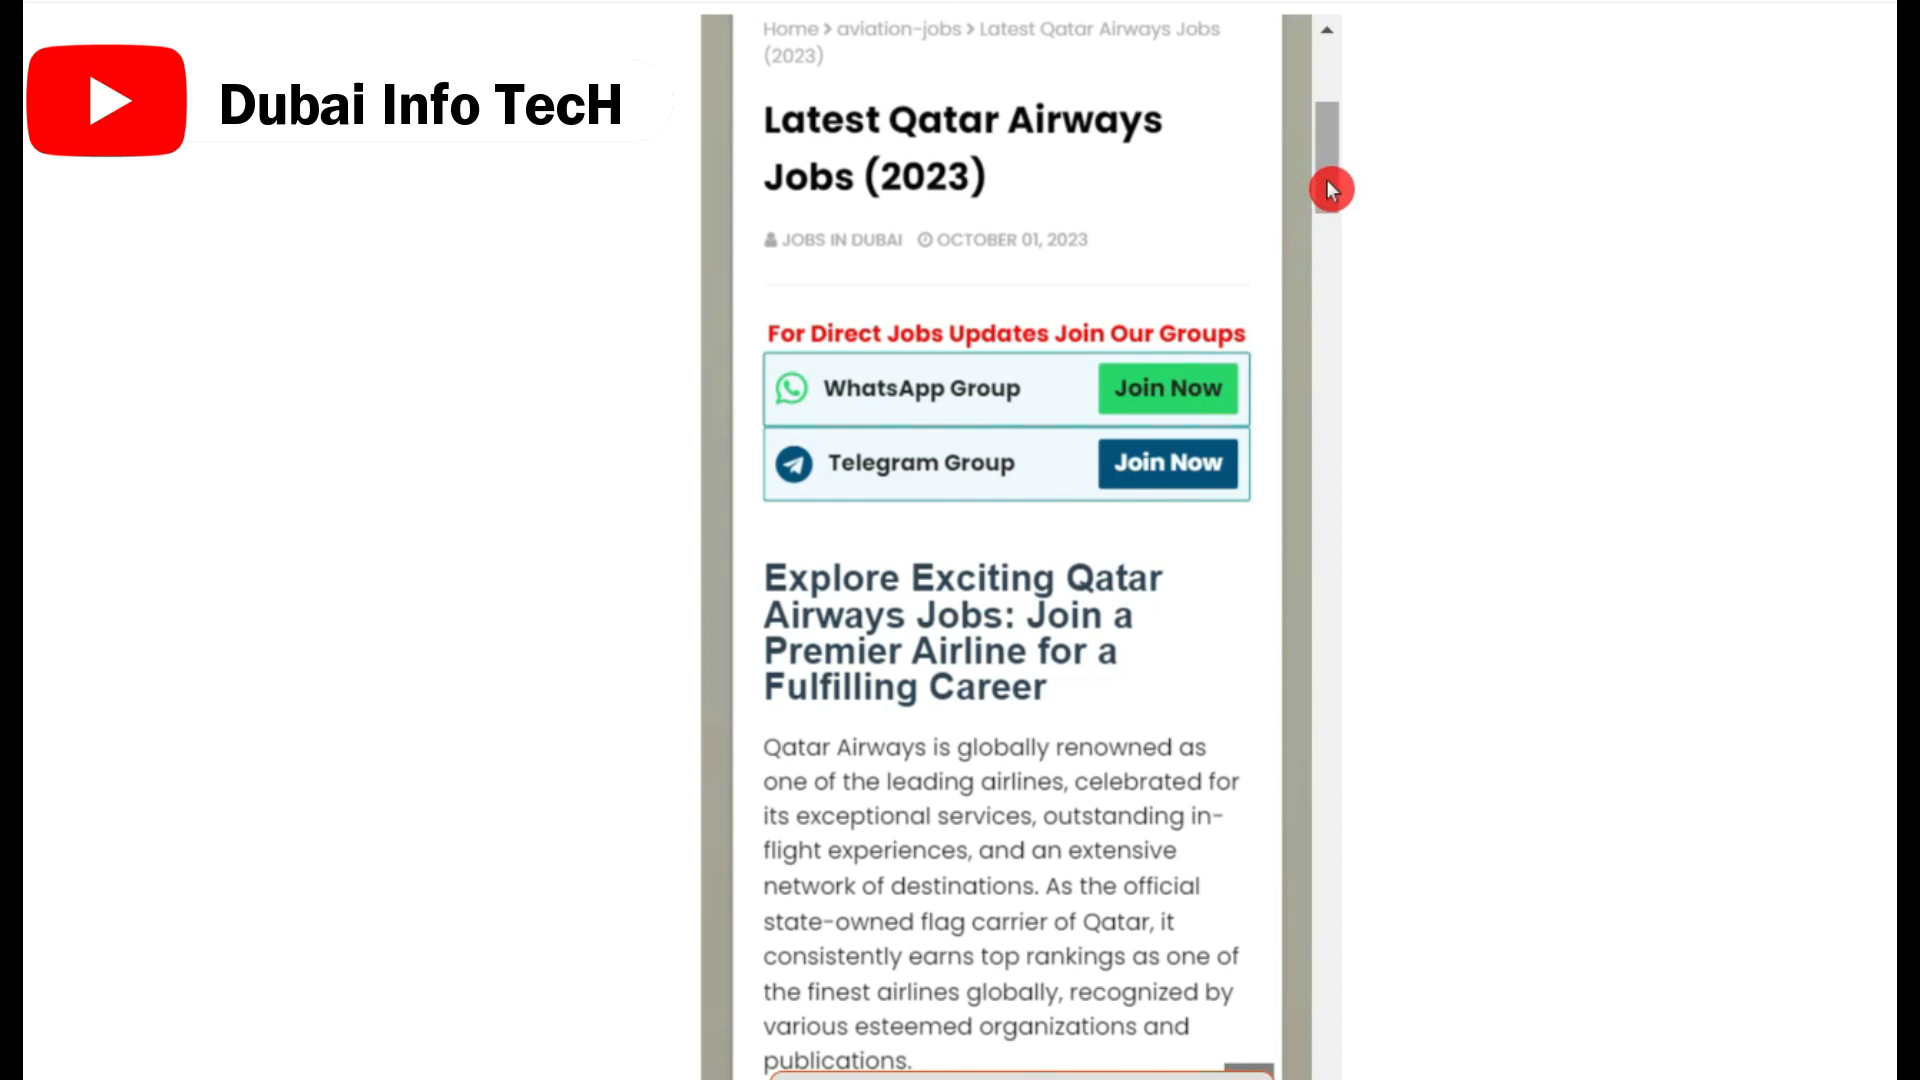 Dubai Info TecH
Home > aviation-jobs > Latest Qatar Airways Jobs
(2023)
Latest Qatar Airways
Jobs (2023)
JOBS IN DUBAI OCTOBER 01, 2023
For Direct Jobs Updates Join Our Groups
WhatsApp Group Join Now
Telegram Group Join Now
Explore Exciting Qatar
Airways Jobs: Join a
Premier Airline for a
Fulfilling Career
Qatar Airways is globally renowned as
one of the leading airlines, celebrated for
its exceptional services, outstanding in-
flight experiences, and an extensive
network of destinations. As the official
state-owned flag carrier of Qatar, it
consistently earns top rankings as one of
the finest airlines globally, recognized by
various esteemed organizations and
publications.